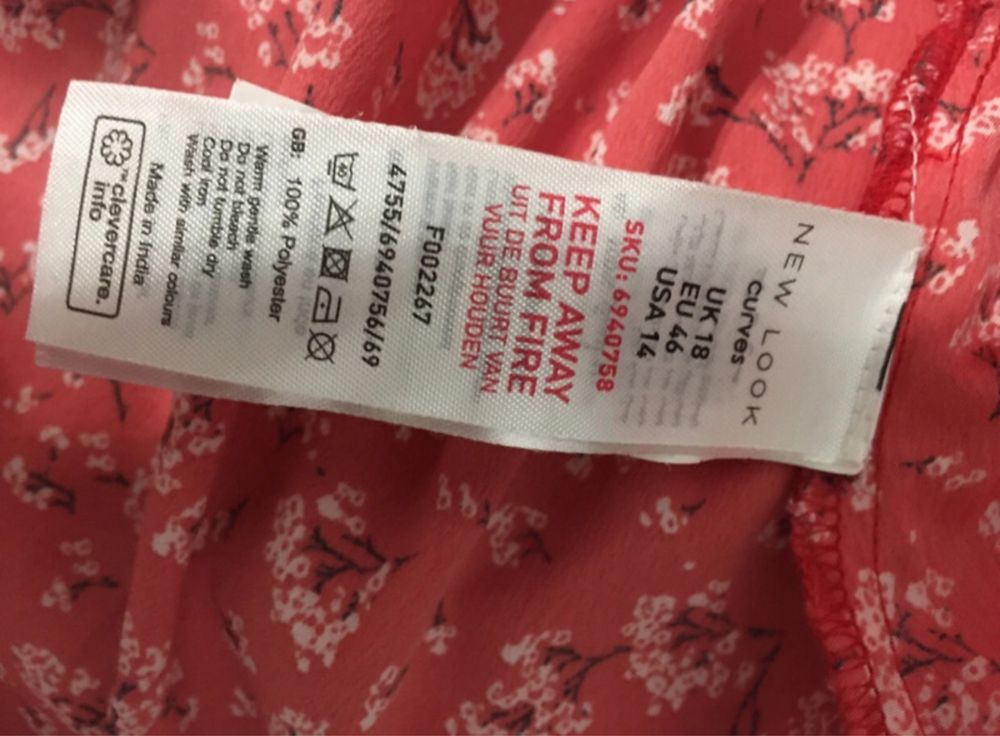 NEW LOOK
curves
UK 18
EU 46
USA 14
SKU: 6940758
KEEP AWAY
FROM FIRE
UIT DE BUURT VAN
VUUR HOUDEN
F002267
4755/6940756/69
40
GB: 100% Polyester
Warm gentle wash
Do not bleach
Do not tumble dry
Cool iron
Wash with similar colours
Made in India
™clevercare.
info